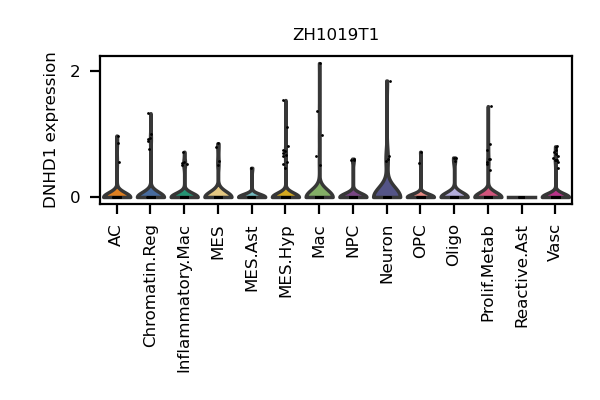 ZH1019T1
DNHD1 expression
2
0
AC
Chromatin.Reg
Inflammatory.Mac
MES
MES.Ast
MES.Hyp
Mac
NPC
Neuron
OPC
Oligo
Prolif.Metab
Reactive.Ast
Vasc